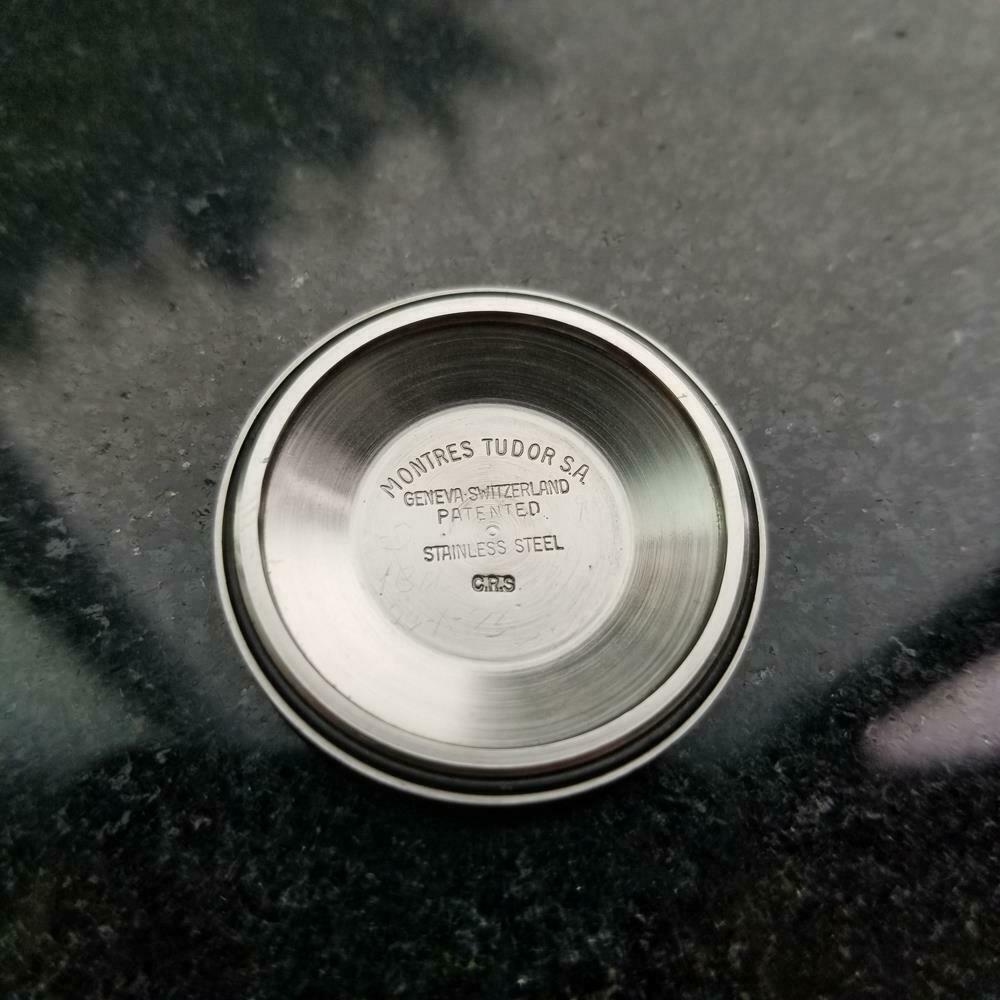 MONTRES TUDOR S.A.
GENEVA·SWITZERLAND
PATENTED.
STAINLESS STEEL
C.R.S